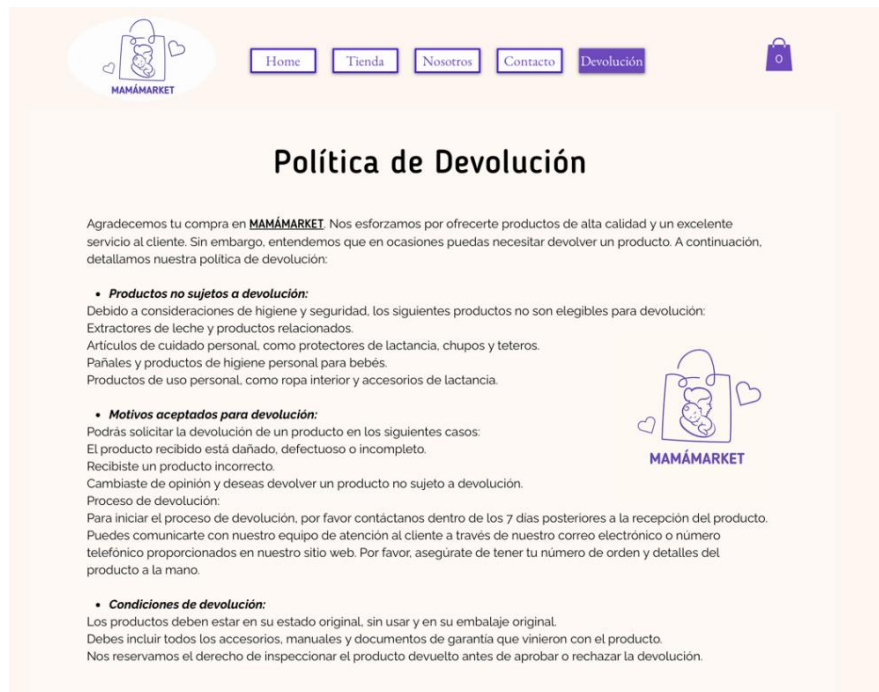 MAMÁMARKET
Home
Tienda
Nosotros
Contacto
Devolución
0
Política de Devolución
Agradecemos tu compra en MAMÁMARKET. Nos esforzamos por ofrecerte productos de alta calidad y un excelente
servicio al cliente. Sin embargo, entendemos que en ocasiones puedas necesitar devolver un producto. A continuación,
detallamos nuestra política de devolución:
• Productos no sujetos a devolución:
Debido a consideraciones de higiene y seguridad, los siguientes productos no son elegibles para devolución:
Extractores de leche y productos relacionados.
Artículos de cuidado personal, como protectores de lactancia, chupos y teteros.
Pañales y productos de higiene personal para bebés.
Productos de uso personal, como ropa interior y accesorios de lactancia.
• Motivos aceptados para devolución:
Podrás solicitar la devolución de un producto en los siguientes casos:
El producto recibido está dañado, defectuoso o incompleto.
Recibiste un producto incorrecto.
Cambiaste de opinión y deseas devolver un producto no sujeto a devolución.
Proceso de devolución:
Para iniciar el proceso de devolución, por favor contáctanos dentro de los 7 días posteriores a la recepción del producto.
Puedes comunicarte con nuestro equipo de atención al cliente a través de nuestro correo electrónico o número
telefónico proporcionados en nuestro sitio web. Por favor, asegúrate de tener tu número de orden y detalles del
producto a la mano.
MAMÁMARKET
• Condiciones de devolución:
Los productos deben estar en su estado original, sin usar y en su embalaje original.
Debes incluir todos los accesorios, manuales y documentos de garantía que vinieron con el producto.
Nos reservamos el derecho de inspeccionar el producto devuelto antes de aprobar o rechazar la devolución.